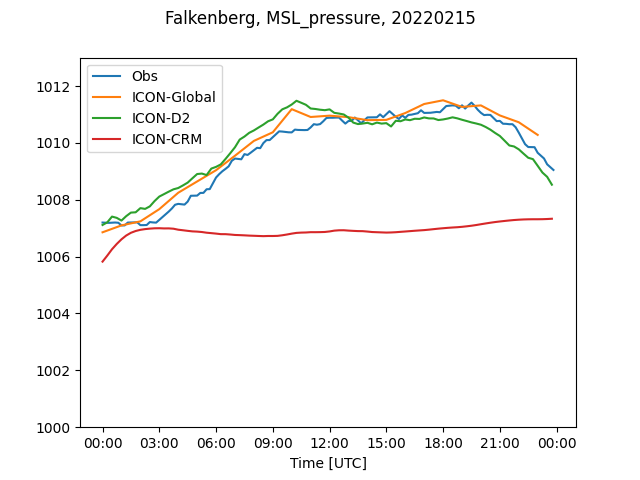 Falkenberg, MSL_pressure, 20220215
Obs
ICON-Global
ICON-D2
ICON-CRM
1012
1010
1008
1006
1004
1002
1000
00:00 03:00 06:00 09:00 12:00 15:00 18:00 21:00 00:00
Time [UTC]